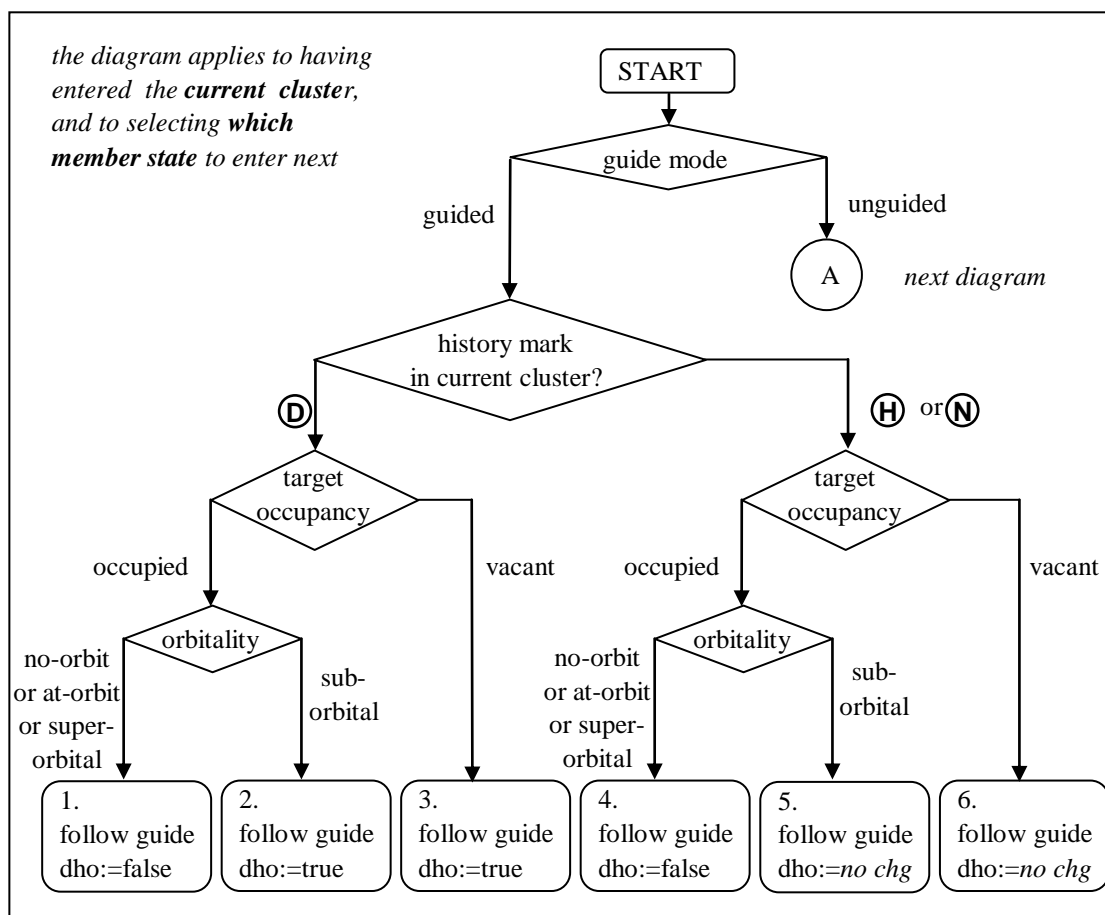 the diagram applies to having
entered the current cluster,
and to selecting which
member state to enter next
START
guide mode
guided
unguided
A
next diagram
history mark
in current cluster?
D
H or N
target
occupancy
target
occupancy
occupied
vacant
occupied
vacant
orbitality
orbitality
no-orbit
or at-orbit
or super-
orbital
sub-
orbital
no-orbit
or at-orbit
or super-
orbital
sub-
orbital
1.
follow guide
dho:=false
2.
follow guide
dho:=true
3.
follow guide
dho:=true
4.
follow guide
dho:=false
5.
follow guide
dho:=no chg
6.
follow guide
dho:=no chg